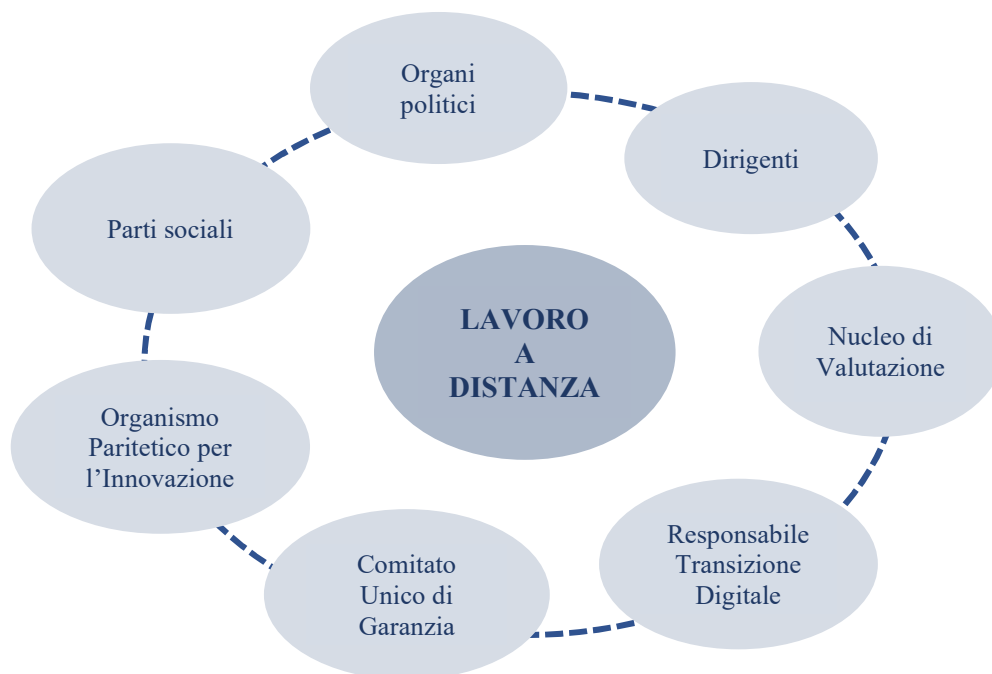 Organi
politici
Dirigenti
Parti sociali
LAVORO
A
DISTANZA
Nucleo di
Valutazione
Organismo
Paritetico per
l’Innovazione
Responsabile
Transizione
Digitale
Comitato
Unico di
Garanzia